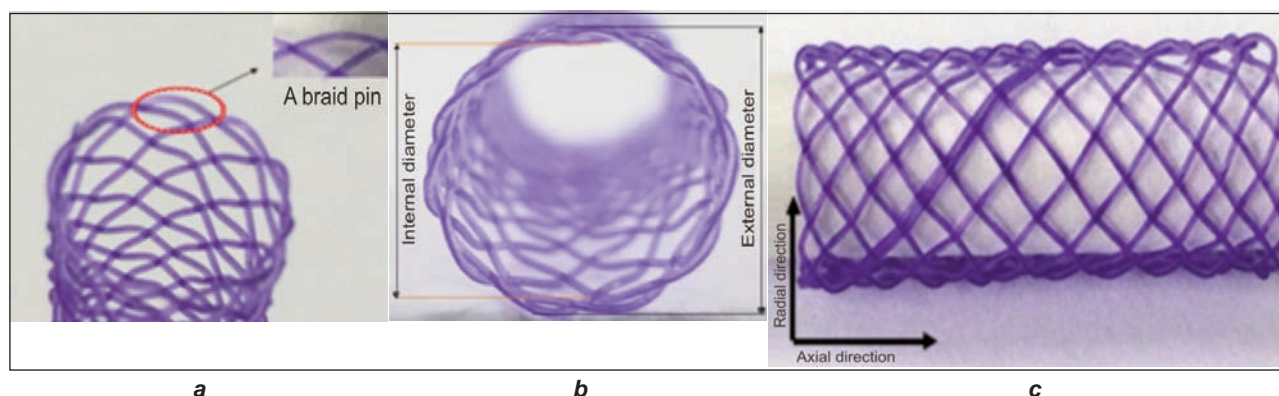 A braid pin
Internal diameter
External diameter
Radial direction
Axial direction
a
b
c